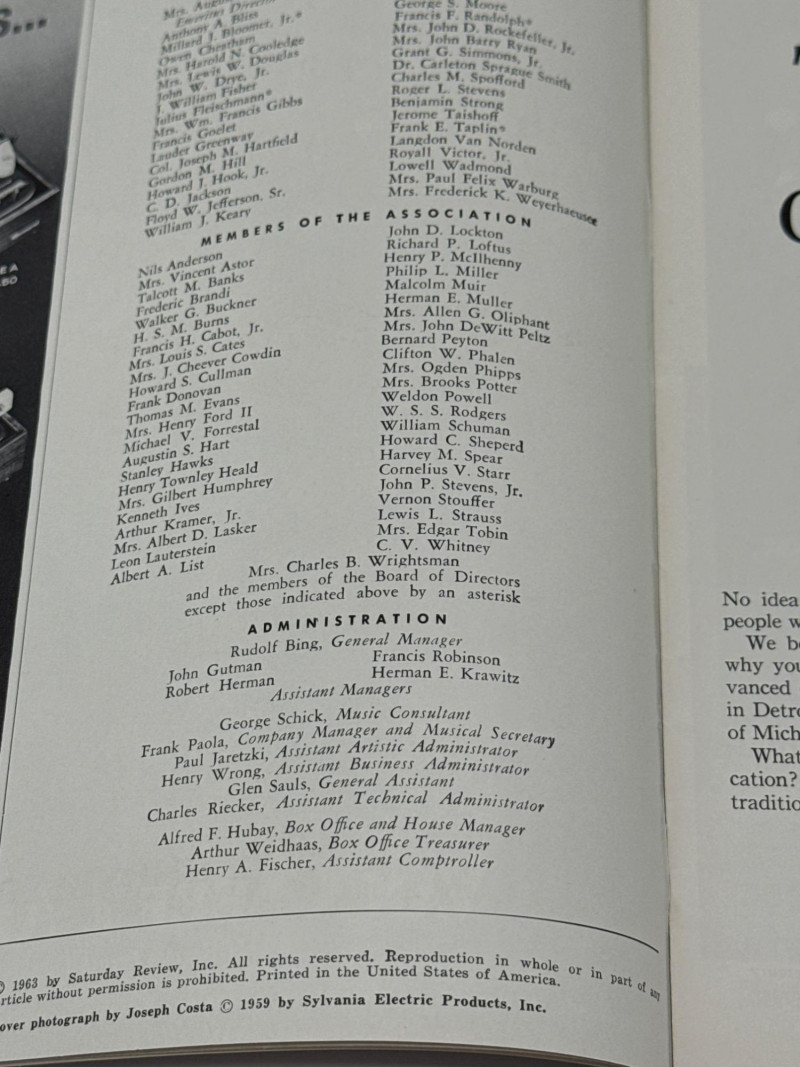 s...
Mrs. Aug
Emeritus Direc
Anthony A. Bliss
Millard J. Bloomer, Jr.*
Owen Cheatham
Mrs. Harold N. Cooledge
Mrs. Lewis W. Douglas
John W. Drye, Jr.
J. William Fisher
Julius Fleischmann*
Mrs. Wm. Francis Gibbs
Francis Goelet
Lauder Greenway
Col. Joseph M. Hartfield
Gordon M. Hill
Howard J. Hook, Jr.
C. D. Jackson
Floyd W. Jefferson, Sr.
William J. Keary
George S. Moore
Francis F. Randolph*
Mrs. John D. Rockefeller, Jr.
Mrs. John Barry Ryan
Grant G. Simmons, Jr.
Dr. Carleton Sprague Smith
Charles M. Spofford
Roger L. Stevens
Benjamin Strong
Jerome Taishoff
Frank E. Taplin*
Langdon Van Norden
Royall Victor, Jr.
Lowell Wadmond
Mrs. Paul Felix Warburg
Mrs. Frederick K. Weyerhaeuser
MEMBERS OF THE ASSOCIATION
Nils Anderson
Mrs. Vincent Astor
Talcott M. Banks
Frederic Brandi
Walker G. Buckner
H. S. M. Burns
Francis H. Cabot, Jr.
Mrs. Louis S. Cates
Mrs. J. Cheever Cowdin
Howard S. Cullman
Frank Donovan
Thomas M. Evans
Mrs. Henry Ford II
Michael V. Forrestal
Augustin S. Hart
Stanley Hawks
Henry Townley Heald
Mrs. Gilbert Humphrey
Kenneth Ives
Arthur Kramer, Jr.
Mrs. Albert D. Lasker
Leon Lauterstein
Albert A. List
John D. Lockton
Richard P. Loftus
Henry P. McIlhenny
Philip L. Miller
Malcolm Muir
Herman E. Muller
Mrs. Allen G. Oliphant
Mrs. John DeWitt Peltz
Bernard Peyton
Clifton W. Phalen
Mrs. Ogden Phipps
Mrs. Brooks Potter
Weldon Powell
W. S. S. Rodgers
William Schuman
Howard C. Sheperd
Harvey M. Spear
Cornelius V. Starr
John P. Stevens, Jr.
Vernon Stouffer
Lewis L. Strauss
Mrs. Edgar Tobin
C. V. Whitney
Mrs. Charles B. Wrightsman
and the members of the Board of Directors
except those indicated above by an asterisk
ADMINISTRATION
Rudolf Bing, General Manager
John Gutman
Robert Herman
Francis Robinson
Herman E. Krawitz
Assistant Managers
George Schick, Music Consultant
Frank Paola, Company Manager and Musical Secretary
Paul Jaretzki, Assistant Artistic Administrator
Henry Wrong, Assistant Business Administrator
Glen Sauls, General Assistant
Charles Riecker, Assistant Technical Administrator
Alfred F. Hubay, Box Office and House Manager
Arthur Weidhaas, Box Office Treasurer
Henry A. Fischer, Assistant Comptroller
© 1963 by Saturday Review, Inc. All rights reserved. Reproduction in whole or in part of any
rticle without permission is prohibited. Printed in the United States of America.
over photograph by Joseph Costa © 1959 by Sylvania Electric Products, Inc.
No idea
people w
We b
why you
vanced
in Detro
of Mich
What
cation?
traditio